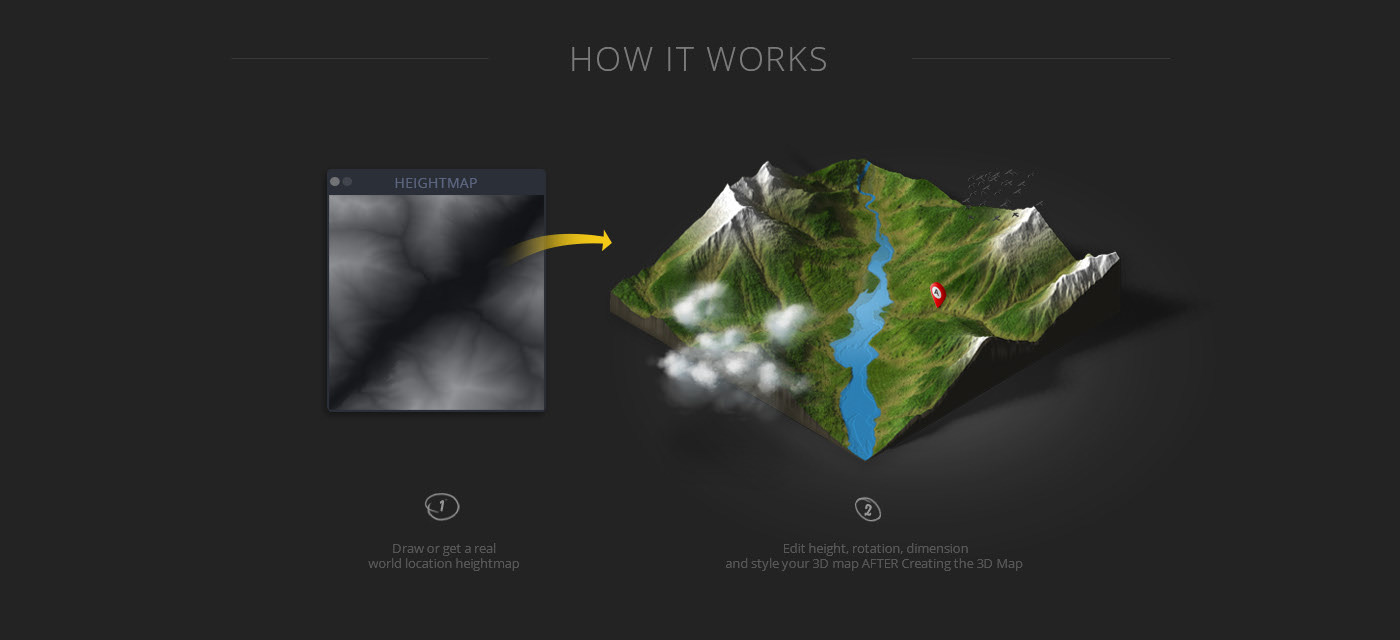 HOW IT WORKS
HEIGHTMAP
1
Draw or get a real
world location heightmap
2
Edit height, rotation, dimension
and style your 3D map AFTER Creating the 3D Map